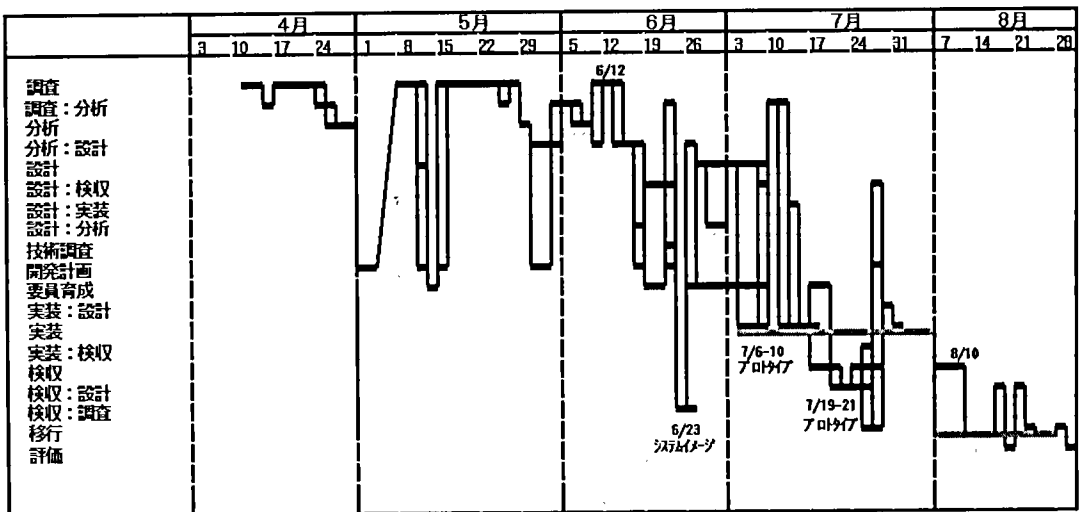 4月 5月 6月 7月 8月
3 10 17 24 1 8 15 22 29 5 12 19 26 3 10 17 24 31 7 14 21 28
6/12
調査
調査：分析
分析
分析：設計
設計
設計：検収
設計：実装
設計：分析
技術調査
開発計画
要員育成
実装：設計
実装
実装：検収
検収
検収：設計
検収：調査
移行
評価
7/6-10
プロトタイプ
8/10
7/19-21
プロトタイプ
6/23
システムイメージ